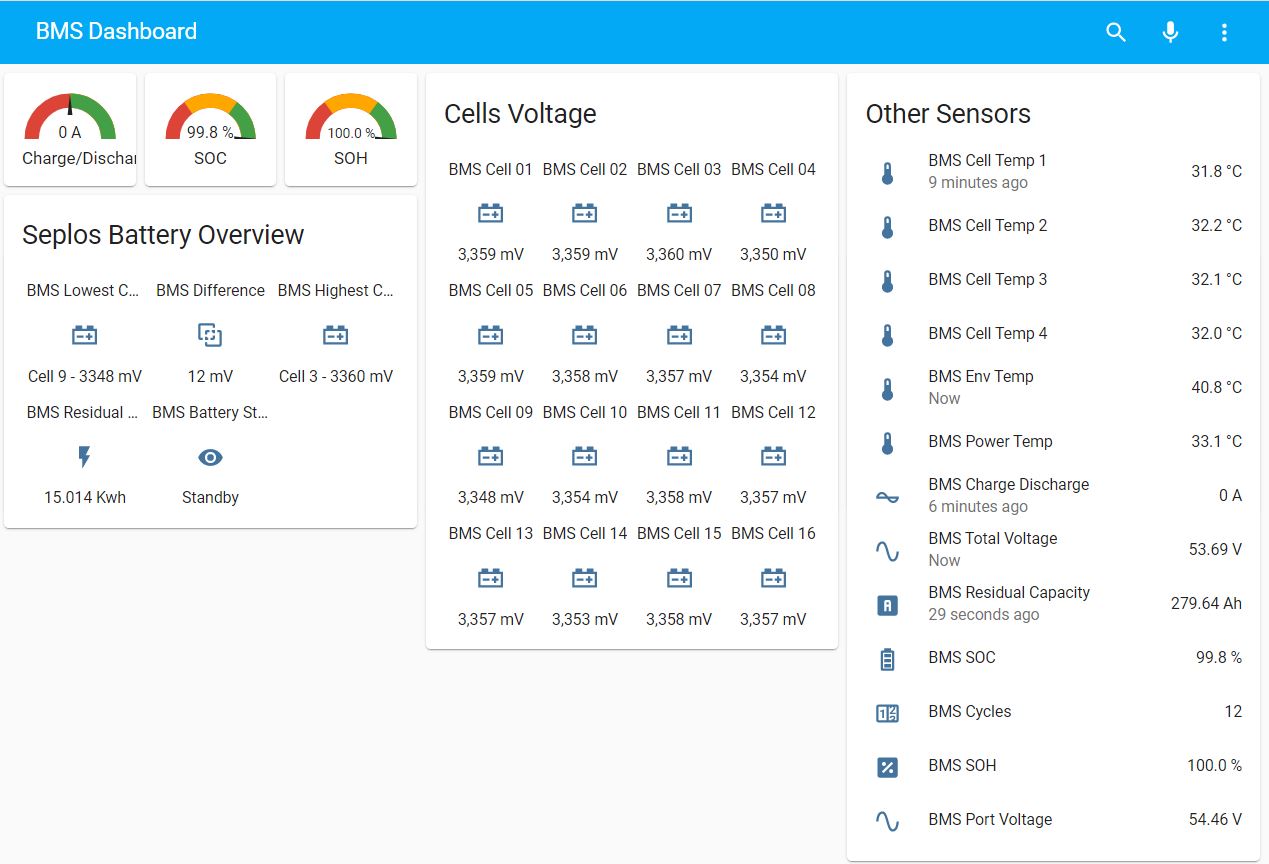 BMS Dashboard
0 A
Charge/Dischar
99.8 %
SOC
100.0 %
SOH
Seplos Battery Overview
BMS Lowest C... BMS Difference BMS Highest C...
Cell 9 - 3348 mV 12 mV Cell 3 - 3360 mV
BMS Residual ... BMS Battery St...
15.014 Kwh Standby
Cells Voltage
BMS Cell 01 BMS Cell 02 BMS Cell 03 BMS Cell 04
3,359 mV 3,359 mV 3,360 mV 3,350 mV
BMS Cell 05 BMS Cell 06 BMS Cell 07 BMS Cell 08
3,359 mV 3,358 mV 3,357 mV 3,354 mV
BMS Cell 09 BMS Cell 10 BMS Cell 11 BMS Cell 12
3,348 mV 3,354 mV 3,358 mV 3,357 mV
BMS Cell 13 BMS Cell 14 BMS Cell 15 BMS Cell 16
3,357 mV 3,353 mV 3,358 mV 3,357 mV
Other Sensors
BMS Cell Temp 1 31.8 °C
9 minutes ago
BMS Cell Temp 2 32.2 °C
BMS Cell Temp 3 32.1 °C
BMS Cell Temp 4 32.0 °C
BMS Env Temp 40.8 °C
Now
BMS Power Temp 33.1 °C
BMS Charge Discharge 0 A
6 minutes ago
BMS Total Voltage 53.69 V
Now
BMS Residual Capacity 279.64 Ah
29 seconds ago
BMS SOC 99.8 %
BMS Cycles 12
BMS SOH 100.0 %
BMS Port Voltage 54.46 V